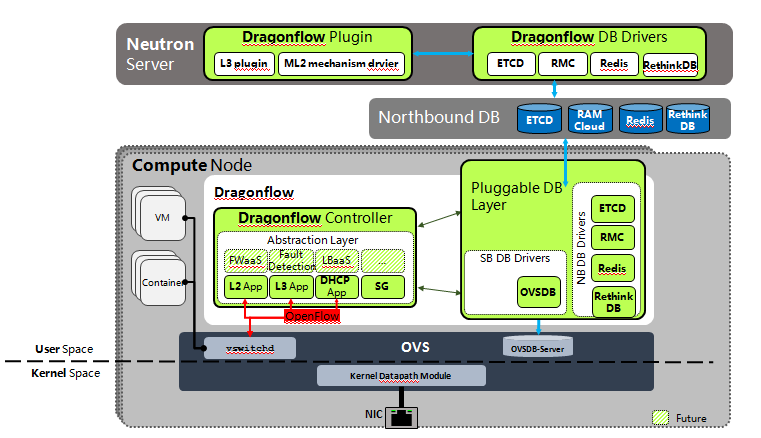 Neutron
Server
Dragonflow Plugin
L3 plugin
ML2 mechanism drvier
Dragonflow DB Drivers
ETCD
RMC
Redis
RethinkDB
Northbound DB
ETCD
RAM
Cloud
Redis
Rethink
DB
Compute Node
VM
Container
Dragonflow
Dragonflow Controller
Abstraction Layer
FWaaS
Fault
Detection
LBaaS
...
L2 App
L3 App
DHCP
App
SG
OpenFlow
Pluggable DB
Layer
SB DB Drivers
OVSDB
NB DB Drivers
ETCD
RMC
Redis
Rethink
DB
vswitchd
OVS
OVSDB-Server
User Space
Kernel Space
Kernel Datapath Module
NIC
Future